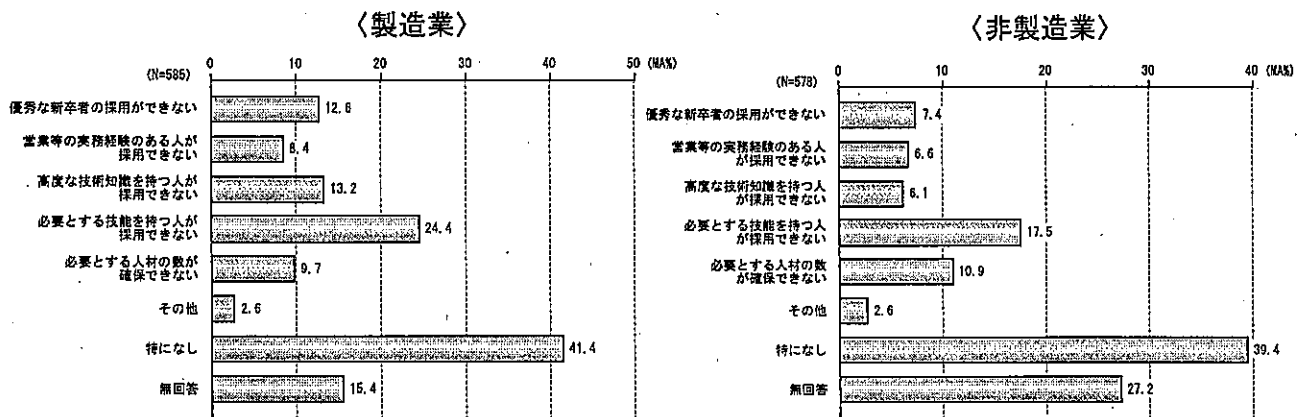 〈製造業〉
(N=585)
0 10 20 30 40 50 (MA%)
優秀な新卒者の採用ができない 12.6
営業等の実務経験のある人が
採用できない 8.4
高度な技術知識を持つ人が
採用できない 13.2
必要とする技能を持つ人が
採用できない 24.4
必要とする人材の数が
確保できない 9.7
その他 2.6
特になし 41.4
無回答 15.4
〈非製造業〉
(N=578)
0 10 20 30 40 (MA%)
優秀な新卒者の採用ができない 7.4
営業等の実務経験のある人
が採用できない 6.6
高度な技術知識を持つ人
が採用できない 6.1
必要とする技能を持つ人
が採用できない 17.5
必要とする人材の数
が確保できない 10.9
その他 2.6
特になし 39.4
無回答 27.2